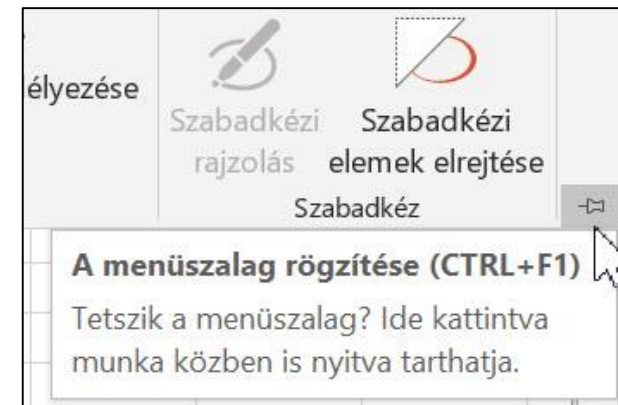 élyezése
Szabadkézi
rajzolás
Szabadkézi
elemek elrejtése
Szabadkéz
A menüszalag rögzítése (CTRL+F1)
Tetszik a menüszalag? Ide kattintva
munka közben is nyitva tarthatja.